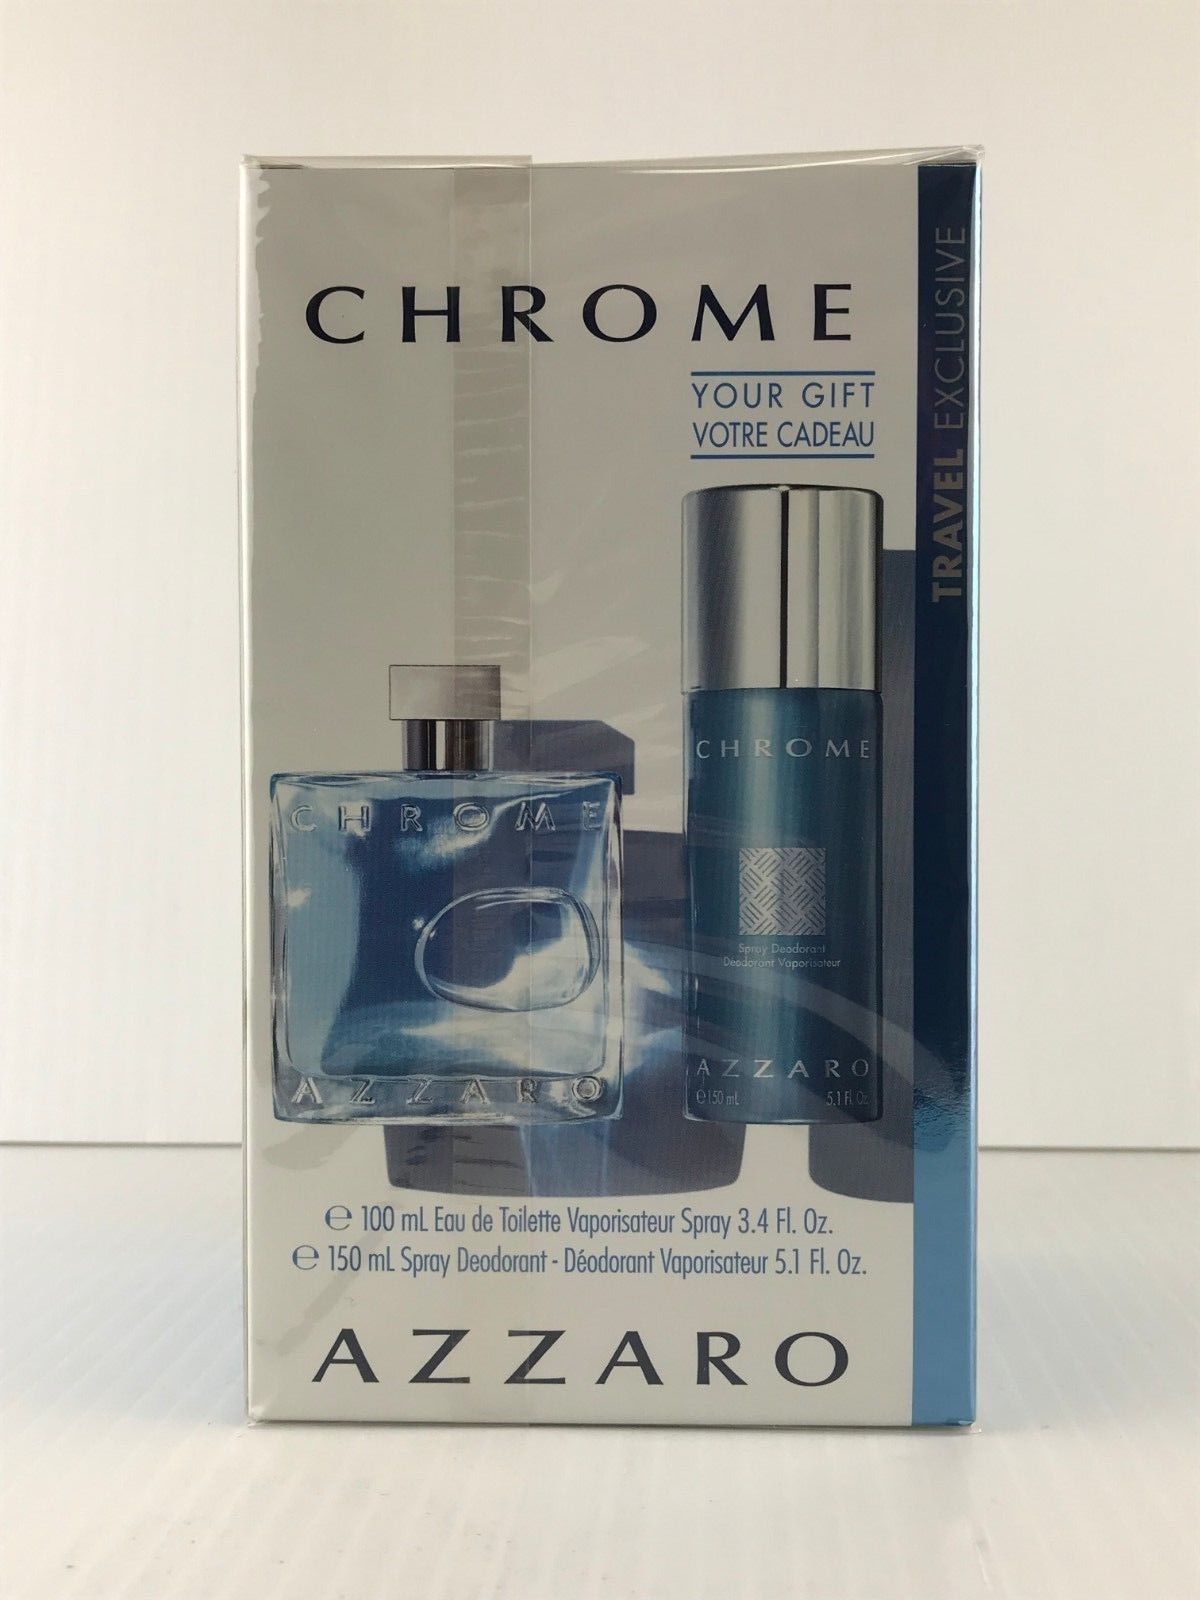 CHROME
YOUR GIFT
VOTRE CADEAU
TRAVEL EXCLUSIVE
CHROME
AZZARO
CHROME
Spray Deodorant
Déodorant Vaporisateur
AZZARO
℮150 mL 5.1 Fl. Oz.
℮ 100 mL Eau de Toilette Vaporisateur Spray 3.4 Fl. Oz.
℮ 150 mL Spray Deodorant - Déodorant Vaporisateur 5.1 Fl. Oz.
AZZARO